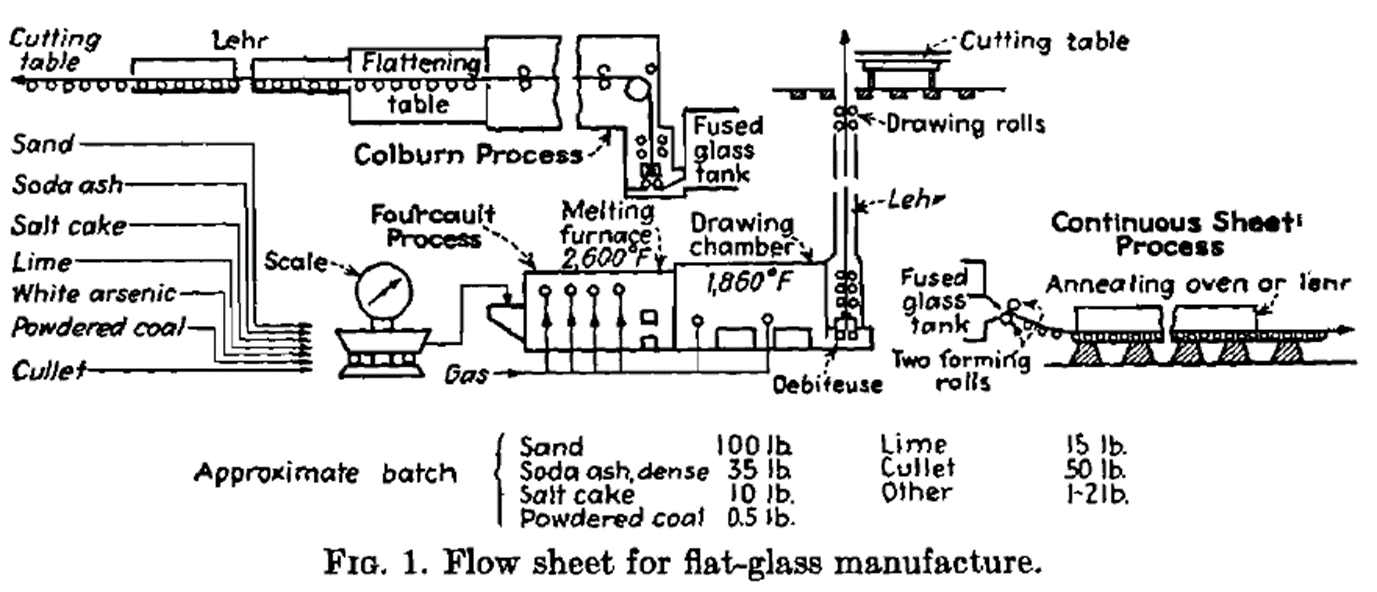 Cutting table
Lehr
Flattening table
Cutting table
Drawing rolls
Colburn Process
Fused glass tank
Sand
Soda ash
Salt cake
Lime
White arsenic
Powdered coal
Cullet
Scale
Fourcault Process
Melting furnace 2,600°F
Drawing chamber
1,860°F
Lehr
Gas
Debiteuse
Continuous Sheet
Process
Fused glass tank
Annealing oven or lehr
Two forming rolls
Approximate batch
Sand 100 lb.
Soda ash, dense 35 lb.
Salt cake 10 lb.
Powdered coal 0.5 lb.
Lime 15 lb.
Cullet 50 lb.
Other 1-2 lb.
FIG. 1. Flow sheet for flat-glass manufacture.